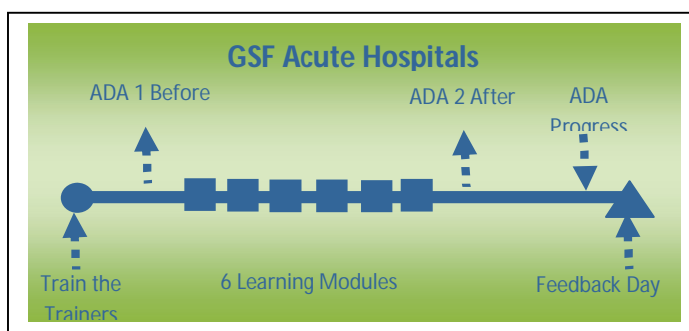 GSF Acute Hospitals
ADA 1 Before
ADA 2 After
ADA
Progress
Train the
Trainers
6 Learning Modules
Feedback Day